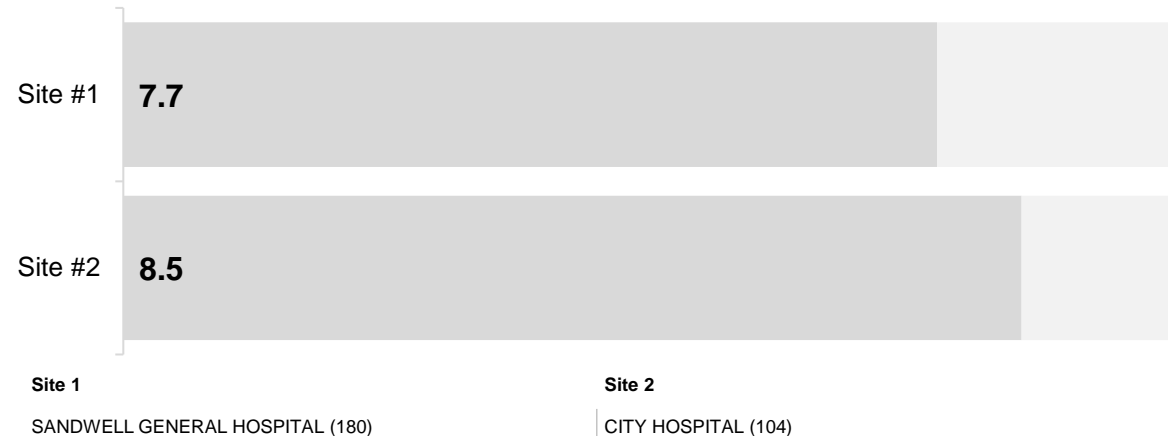 Site #1 7.7
Site #2 8.5
Site 1 Site 2
SANDWELL GENERAL HOSPITAL (180) CITY HOSPITAL (104)